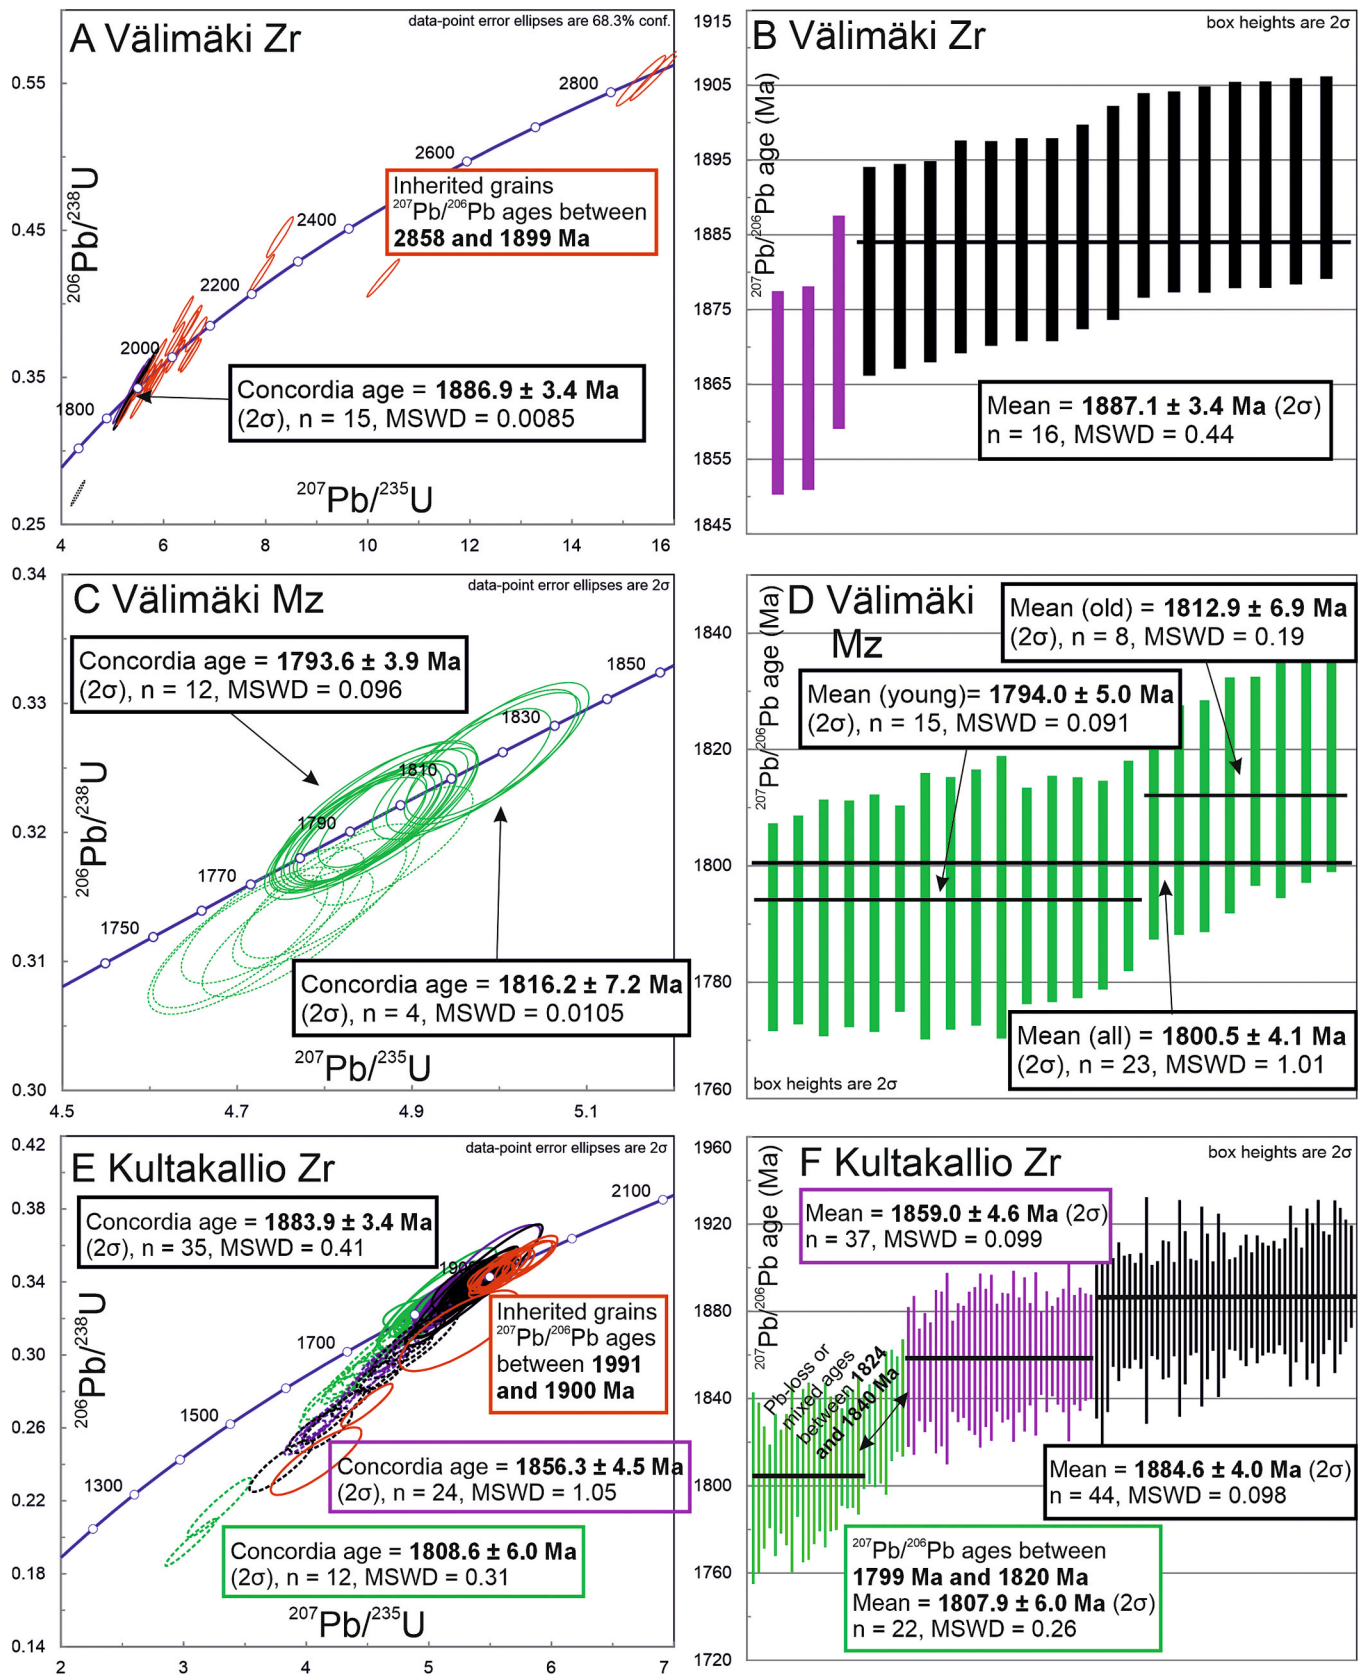 A Välimäki Zr
data-point error ellipses are 68.3% conf.
0.55
0.45
0.35
0.25
²⁰⁶Pb/²³⁸U
2800
2600
2400
2200
2000
1800
Inherited grains
²⁰⁷Pb/²⁰⁶Pb ages between
2858 and 1899 Ma
Concordia age = 1886.9 ± 3.4 Ma
(2σ), n = 15, MSWD = 0.0085
²⁰⁷Pb/²³⁵U
4 6 8 10 12 14 16
B Välimäki Zr
box heights are 2σ
1915
1905
1895
1885
1875
1865
1855
1845
²⁰⁷Pb/²⁰⁶Pb age (Ma)
Mean = 1887.1 ± 3.4 Ma (2σ)
n = 16, MSWD = 0.44
C Välimäki Mz
data-point error ellipses are 2σ
0.34
0.33
0.32
0.31
0.30
²⁰⁶Pb/²³⁸U
Concordia age = 1793.6 ± 3.9 Ma
(2σ), n = 12, MSWD = 0.096
1850
1830
1810
1790
1770
1750
Concordia age = 1816.2 ± 7.2 Ma
(2σ), n = 4, MSWD = 0.0105
²⁰⁷Pb/²³⁵U
4.5 4.7 4.9 5.1
D Välimäki
Mz
1840
1820
1800
1780
1760
²⁰⁷Pb/²⁰⁶Pb age (Ma)
Mean (old) = 1812.9 ± 6.9 Ma
(2σ), n = 8, MSWD = 0.19
Mean (young)= 1794.0 ± 5.0 Ma
(2σ), n = 15, MSWD = 0.091
Mean (all) = 1800.5 ± 4.1 Ma
(2σ), n = 23, MSWD = 1.01
box heights are 2σ
E Kultakallio Zr
data-point error ellipses are 2σ
0.42
0.38
0.34
0.30
0.26
0.22
0.18
0.14
²⁰⁶Pb/²³⁸U
Concordia age = 1883.9 ± 3.4 Ma
(2σ), n = 35, MSWD = 0.41
2100
1900
1700
1500
1300
Inherited grains
²⁰⁷Pb/²⁰⁶Pb ages
between 1991
and 1900 Ma
Concordia age = 1856.3 ± 4.5 Ma
(2σ), n = 24, MSWD = 1.05
Concordia age = 1808.6 ± 6.0 Ma
(2σ), n = 12, MSWD = 0.31
²⁰⁷Pb/²³⁵U
2 3 4 5 6 7
F Kultakallio Zr
box heights are 2σ
1960
1920
1880
1840
1800
1760
1720
²⁰⁷Pb/²⁰⁶Pb age (Ma)
Mean = 1859.0 ± 4.6 Ma (2σ)
n = 37, MSWD = 0.099
Pb-loss or
mixed ages
between 1824
and 1840 Ma
Mean = 1884.6 ± 4.0 Ma (2σ)
n = 44, MSWD = 0.098
²⁰⁷Pb/²⁰⁶Pb ages between
1799 Ma and 1820 Ma
Mean = 1807.9 ± 6.0 Ma (2σ)
n = 22, MSWD = 0.26